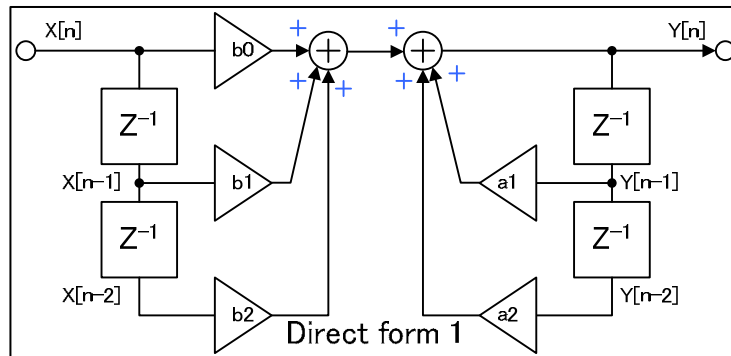 X[n]
Y[n]
b0
+
+
+
+
+
+
+
+
Z⁻¹
Z⁻¹
X[n-1]
b1
a1
Y[n-1]
Z⁻¹
Z⁻¹
X[n-2]
b2
a2
Y[n-2]
Direct form 1